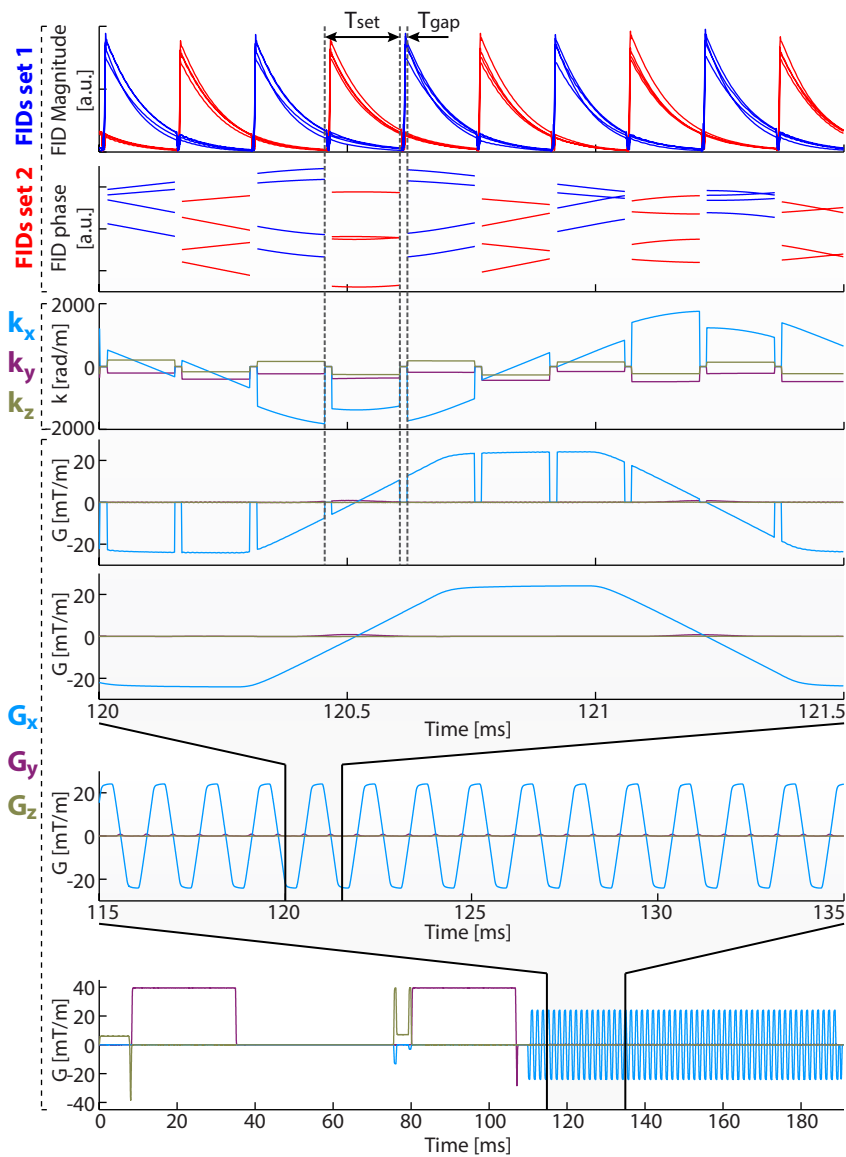 Tset
Tgap
FIDs set 1
FIDs set 2
FID Magnitude
[a.u.]
FID phase
[a.u.]
kx
ky
kz
k [rad/m]
2000
0
2000
G [mT/m]
20
0
-20
G [mT/m]
20
0
-20
120
120.5
121
121.5
Time [ms]
Gx
Gy
Gz
G [mT/m]
20
0
-20
115
120
125
130
135
Time [ms]
G [mT/m]
40
20
0
-20
-40
0
20
40
60
80
100
120
140
160
180
Time [ms]